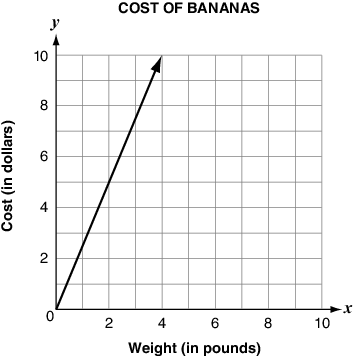 COST OF BANANAS
y
10
8
6
4
2
0
2 4 6 8 10
x
Cost (in dollars)
Weight (in pounds)